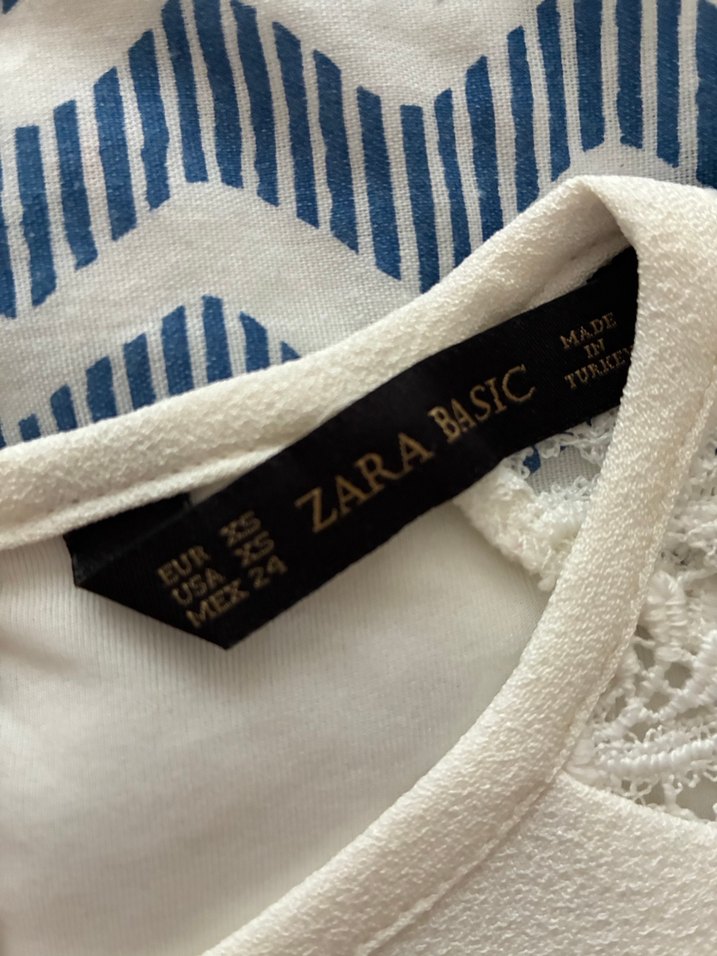 EUR XS
USA XS
MEX 24
ZARA BASIC
MADE
IN
TURKEY